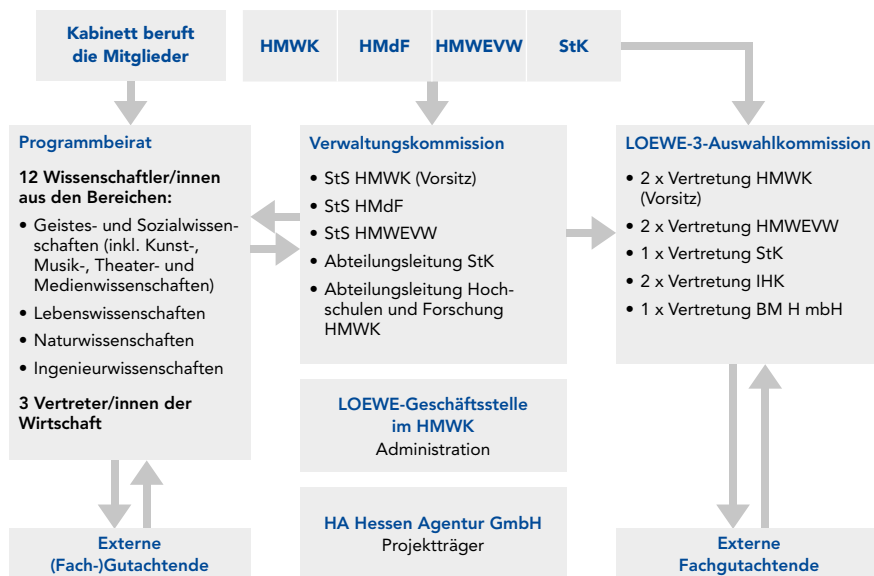 Kabinett beruft
die Mitglieder
HMWK
HMdF
HMWEVW
StK
Programmbeirat
12 Wissenschaftler/innen
aus den Bereichen:
• Geistes- und Sozialwissen-
schaften (inkl. Kunst-,
Musik-, Theater- und
Medienwissenschaften)
• Lebenswissenschaften
• Naturwissenschaften
• Ingenieurwissenschaften
3 Vertreter/innen der
Wirtschaft
Verwaltungskommission
• StS HMWK (Vorsitz)
• StS HMdF
• StS HMWEVW
• Abteilungsleitung StK
• Abteilungsleitung Hoch-
schulen und Forschung
HMWK
LOEWE-3-Auswahlkommission
• 2 x Vertretung HMWK
(Vorsitz)
• 2 x Vertretung HMWEVW
• 1 x Vertretung StK
• 2 x Vertretung IHK
• 1 x Vertretung BM H mbH
LOEWE-Geschäftsstelle
im HMWK
Administration
HA Hessen Agentur GmbH
Projektträger
Externe
(Fach-)Gutachtende
Externe
Fachgutachtende